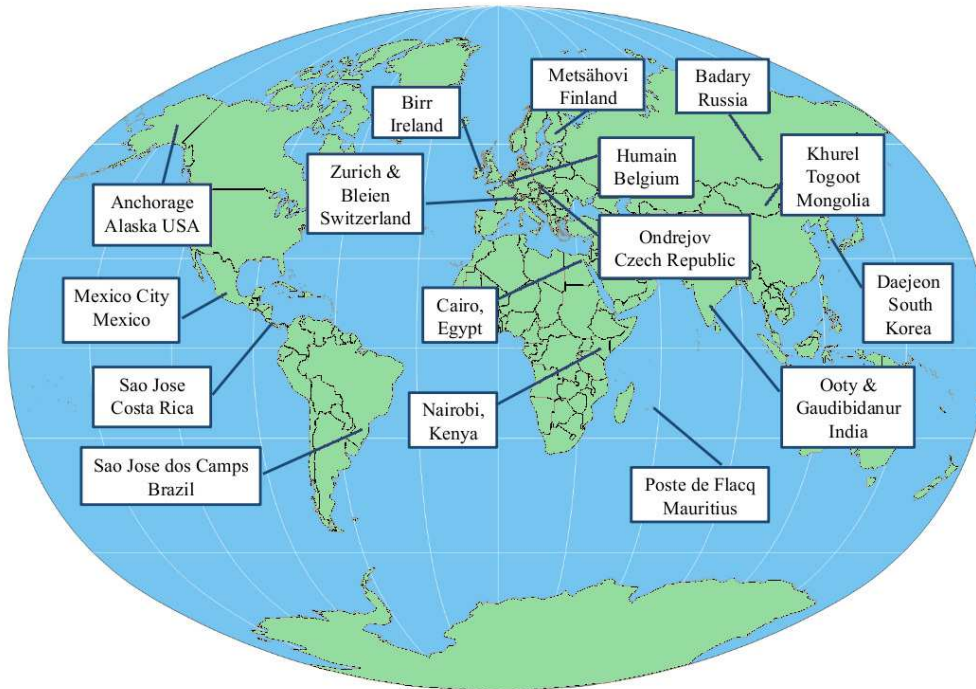 Metsähovi
Finland
Badary
Russia
Birr
Ireland
Humain
Belgium
Khurel
Togoot
Mongolia
Zurich &
Bleien
Switzerland
Anchorage
Alaska USA
Ondrejov
Czech Republic
Daejeon
South
Korea
Mexico City
Mexico
Cairo,
Egypt
Sao Jose
Costa Rica
Nairobi,
Kenya
Ooty &
Gaudibidanur
India
Sao Jose dos Camps
Brazil
Poste de Flacq
Mauritius